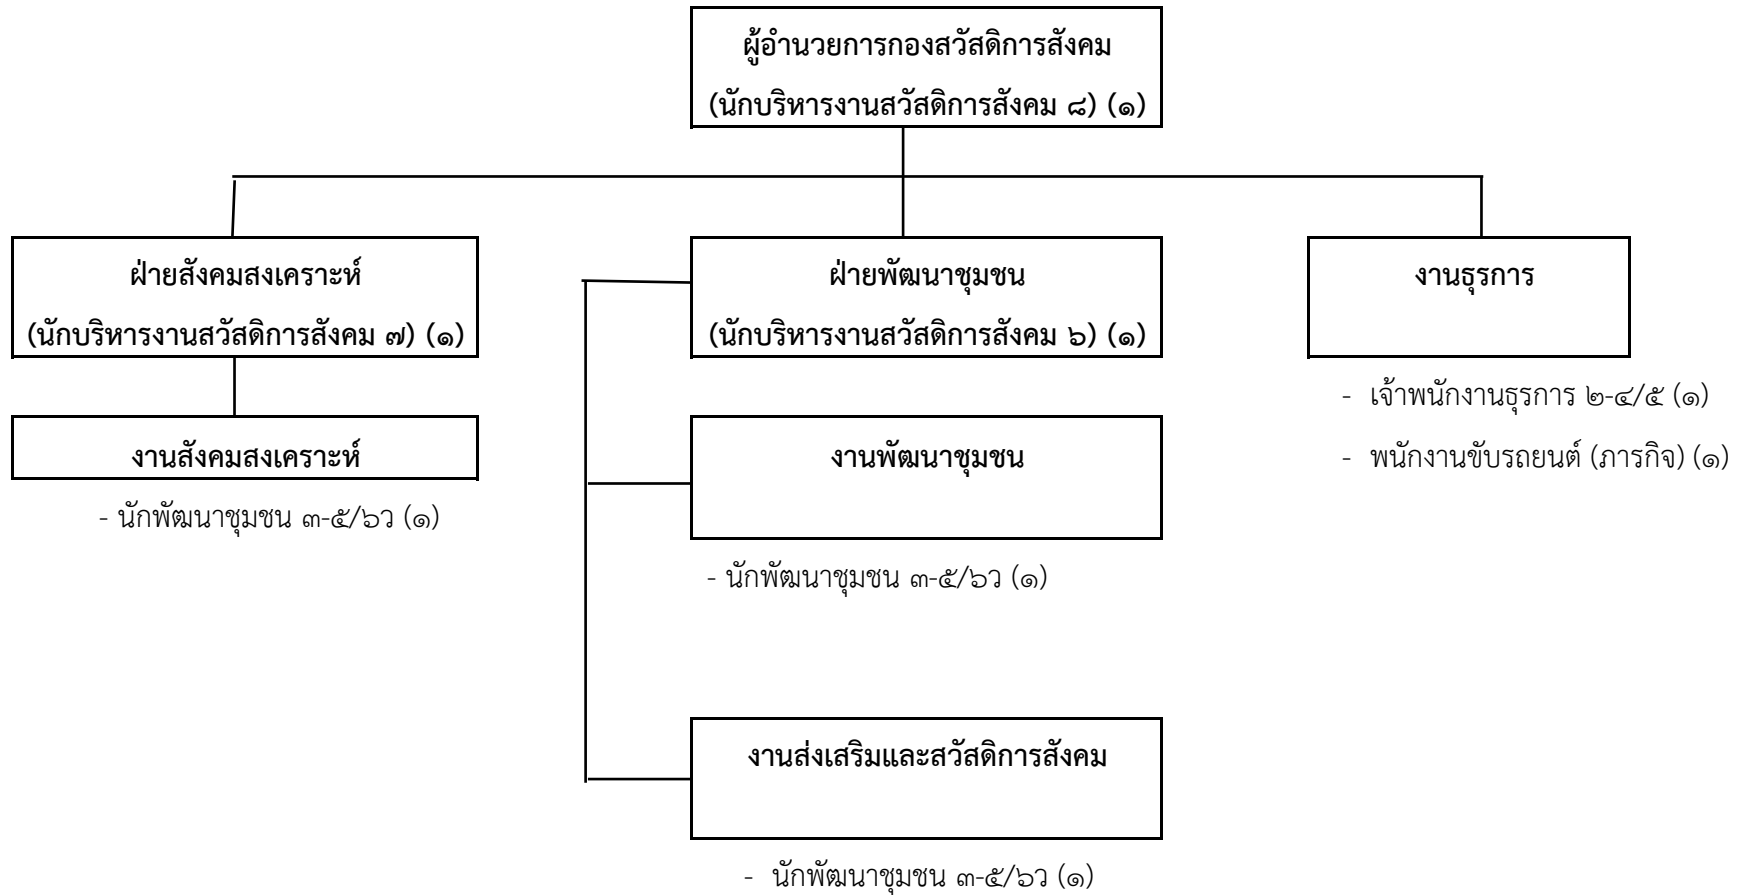 ผู้อำนวยการกองสวัสดิการสังคม
(นักบริหารงานสวัสดิการสังคม ๘) (๑)
ฝ่ายสังคมสงเคราะห์
(นักบริหารงานสวัสดิการสังคม ๗) (๑)
งานสังคมสงเคราะห์
- นักพัฒนาชุมชน ๓-๕/๖ว (๑)
ฝ่ายพัฒนาชุมชน
(นักบริหารงานสวัสดิการสังคม ๖) (๑)
งานพัฒนาชุมชน
- นักพัฒนาชุมชน ๓-๕/๖ว (๑)
งานส่งเสริมและสวัสดิการสังคม
- นักพัฒนาชุมชน ๓-๕/๖ว (๑)
งานธุรการ
- เจ้าพนักงานธุรการ ๒-๔/๕ (๑)
- พนักงานขับรถยนต์ (ภารกิจ) (๑)